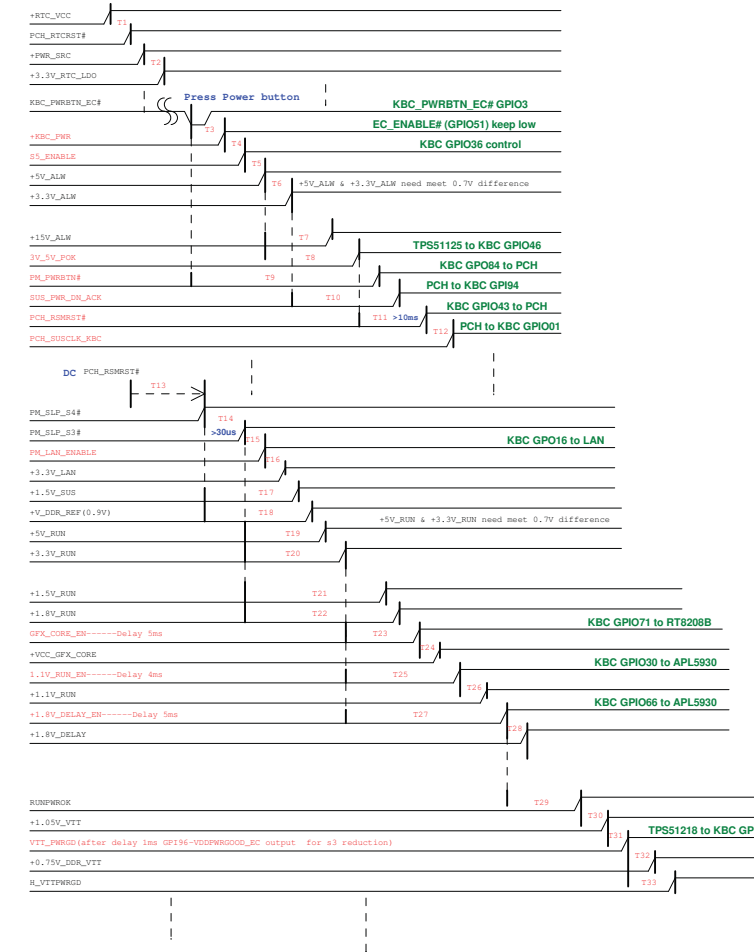 +RTC_VCC
T1
PCH_RTCRST#
+PWR_SRC
T2
+3.3V_RTC_LDO
Press Power button
KBC_PWRBTN_EC#
KBC_PWRBTN_EC# GPIO3
T3
EC_ENABLE# (GPIO51) keep low
+KBC_PWR
T4
KBC GPIO36 control
S5_ENABLE
T5
+5V_ALW
T6
+5V_ALW & +3.3V_ALW need meet 0.7V difference
+3.3V_ALW
+15V_ALW
T7
TPS51125 to KBC GPIO46
3V_5V_POK
T8
KBC GPO84 to PCH
PM_PWRBTN#
T9
PCH to KBC GPI94
SUS_PWR_DN_ACK
T10
KBC GPIO43 to PCH
PCH_RSMRST#
T11 >10ms
PCH to KBC GPIO01
T12
PCH_SUSCLK_KBC
DC PCH_RSMRST#
T13
PM_SLP_S4#
T14
PM_SLP_S3#
>30us
T15
KBC GPO16 to LAN
PM_LAN_ENABLE
T16
+3.3V_LAN
+1.5V_SUS
T17
+V_DDR_REF(0.9V)
T18
+5V_RUN & +3.3V_RUN need meet 0.7V difference
+5V_RUN
T19
+3.3V_RUN
T20
+1.5V_RUN
T21
+1.8V_RUN
T22
KBC GPIO71 to RT8208B
GFX_CORE_EN------Delay 5ms
T23
+VCC_GFX_CORE
T24
KBC GPIO30 to APL5930
1.1V_RUN_EN------Delay 4ms
T25
+1.1V_RUN
T26
KBC GPIO66 to APL5930
+1.8V_DELAY_EN------Delay 5ms
T27
T28
+1.8V_DELAY
RUNPWROK
T29
+1.05V_VTT
T30
TPS51218 to KBC GP
VTT_PWRGD(after delay 1ms GPI96-VDDPWRGOOD_EC output for s3 reduction)
T31
+0.75V_DDR_VTT
T32
H_VTTPWRGD
T33